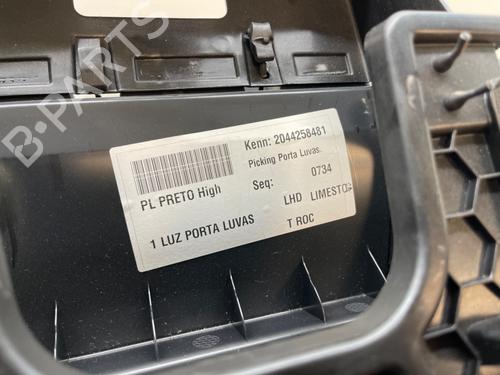 Kenn: 2044258481
Picking Porta Luvas.
PL PRETO High
Seq: 0734
LHD LIMESTO
1 LUZ PORTA LUVAS
T ROC
B-PARTS